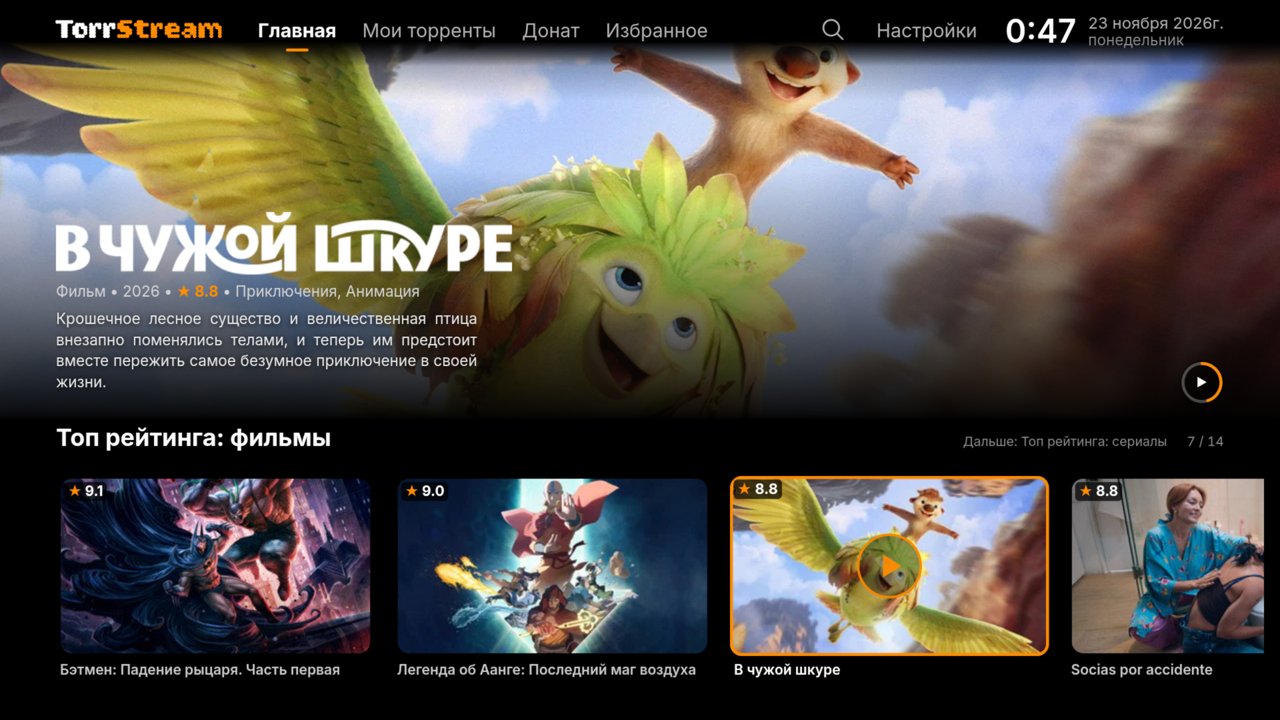 TorrStream
Главная
Мои торренты
Донат
Избранное
Настройки
0:47
23 ноября 2026г.
понедельник
В ЧУЖОЙ ШКУРЕ
Фильм • 2026 • ★ 8.8 • Приключения, Анимация
Крошечное лесное существо и величественная птица
внезапно поменялись телами, и теперь им предстоит
вместе пережить самое безумное приключение в своей
жизни.
Топ рейтинга: фильмы
Дальше: Топ рейтинга: сериалы
7 / 14
★ 9.1
★ 9.0
★ 8.8
★ 8.8
Бэтмен: Падение рыцаря. Часть первая
Легенда об Аанге: Последний маг воздуха
В чужой шкуре
Socias por accidente